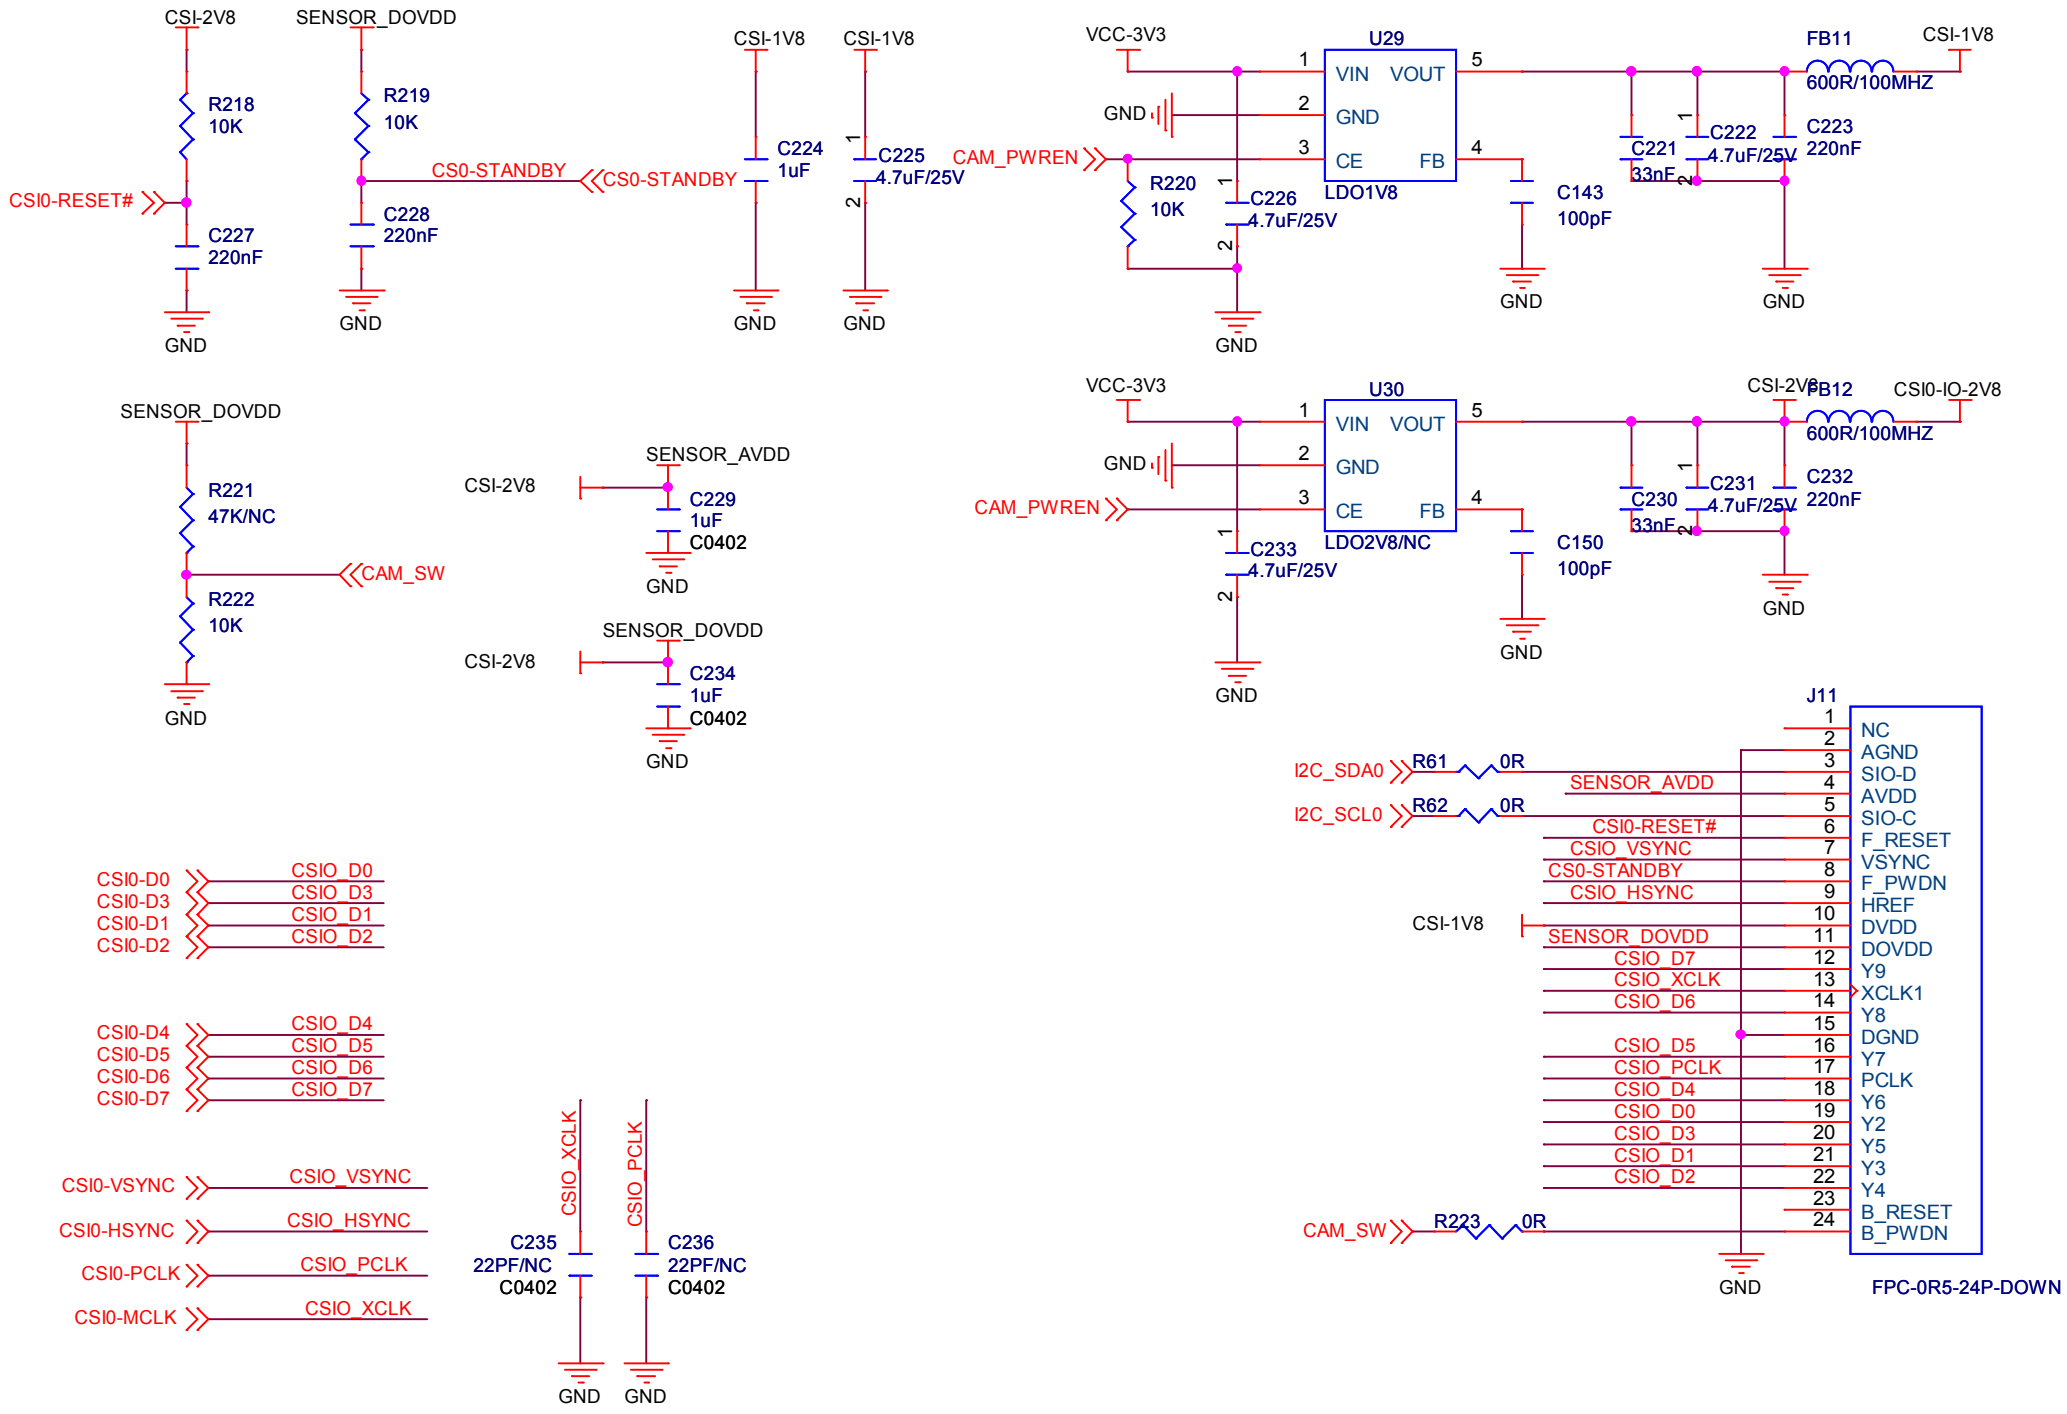 CSI-2V8
R218
10K
CSI0-RESET#
C227
220nF
GND
SENSOR_DOVDD
R219
10K
CS0-STANDBY
CS0-STANDBY
C228
220nF
GND
CSI-1V8
C224
1uF
GND
CSI-1V8
1
C225
4.7uF/25V
2
GND
VCC-3V3
U29
1
VIN
VOUT
5
GND
2
GND
CAM_PWREN
3
CE
FB
4
LDO1V8
R220
10K
1
C226
4.7uF/25V
2
GND
C143
100pF
GND
FB11
600R/100MHZ
CSI-1V8
C221
33nF
1
C222
4.7uF/25V
2
C223
220nF
GND
SENSOR_DOVDD
R221
47K/NC
CAM_SW
R222
10K
GND
SENSOR_AVDD
CSI-2V8
C229
1uF
C0402
GND
SENSOR_DOVDD
CSI-2V8
C234
1uF
C0402
GND
VCC-3V3
U30
1
VIN
VOUT
5
GND
2
GND
CAM_PWREN
3
CE
FB
4
LDO2V8/NC
1
C233
4.7uF/25V
2
GND
C150
100pF
GND
CSI-2V8
FB12
600R/100MHZ
CSI0-IO-2V8
C230
33nF
1
C231
4.7uF/25V
2
C232
220nF
GND
CSI0-D0
CSIO_D0
CSI0-D3
CSIO_D3
CSI0-D1
CSIO_D1
CSI0-D2
CSIO_D2
CSI0-D4
CSIO_D4
CSI0-D5
CSIO_D5
CSI0-D6
CSIO_D6
CSI0-D7
CSIO_D7
CSI0-VSYNC
CSIO_VSYNC
CSI0-HSYNC
CSIO_HSYNC
CSI0-PCLK
CSIO_PCLK
CSI0-MCLK
CSIO_XCLK
CSIO_XCLK
C235
22PF/NC
C0402
GND
CSIO_PCLK
C236
22PF/NC
C0402
GND
J11
1
NC
2
AGND
I2C_SDA0
R61
0R
3
SIO-D
SENSOR_AVDD
4
AVDD
I2C_SCL0
R62
0R
5
SIO-C
CSI0-RESET#
6
F_RESET
CSIO_VSYNC
7
VSYNC
CS0-STANDBY
8
F_PWDN
CSIO_HSYNC
9
HREF
CSI-1V8
10
DVDD
SENSOR_DOVDD
11
DOVDD
CSIO_D7
12
Y9
CSIO_XCLK
13
XCLK1
CSIO_D6
14
Y8
15
DGND
CSIO_D5
16
Y7
CSIO_PCLK
17
PCLK
CSIO_D4
18
Y6
CSIO_D0
19
Y2
CSIO_D3
20
Y5
CSIO_D1
21
Y3
CSIO_D2
22
Y4
23
B_RESET
CAM_SW
R223
0R
24
B_PWDN
GND
FPC-0R5-24P-DOWN